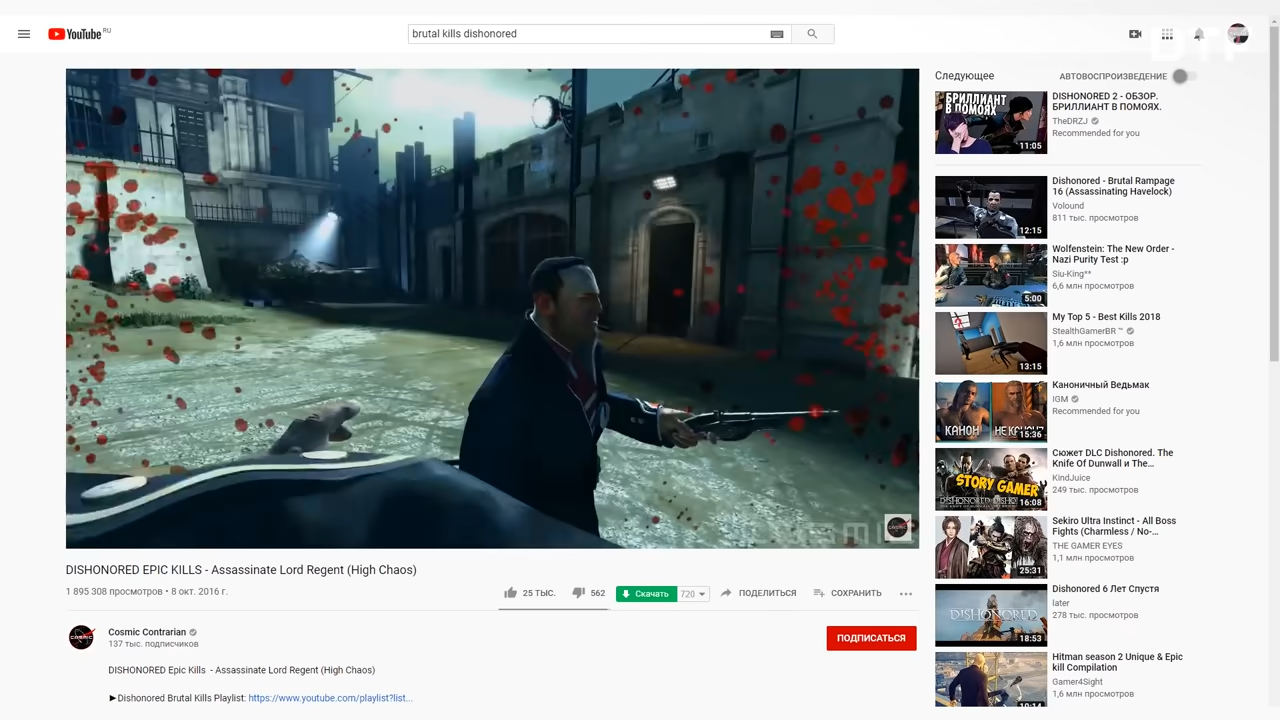 YouTube RU
brutal kills dishonored
DTF
Следующее
АВТОВОСПРОИЗВЕДЕНИЕ
БРИЛЛИАНТ
В ПОМОЯХ
11:05
DISHONORED 2 - ОБЗОР.
БРИЛЛИАНТ В ПОМОЯХ.
TheDRZJ
Recommended for you
12:15
Dishonored - Brutal Rampage
16 (Assassinating Havelock)
Volound
811 тыс. просмотров
5:00
Wolfenstein: The New Order -
Nazi Purity Test :p
Siu-King**
6,6 млн просмотров
13:15
My Top 5 - Best Kills 2018
StealthGamerBR ™
1,6 млн просмотров
КАНОН
НЕ КАНОН?
15:36
Каноничный Ведьмак
IGM
Recommended for you
STORY GAMER
16:08
Сюжет DLC Dishonored. The
Knife Of Dunwall и The...
KindJuice
249 тыс. просмотров
25:31
Sekiro Ultra Instinct - All Boss
Fights (Charmless / No-...
THE GAMER EYES
1,1 млн просмотров
DISHONORED
18:53
Dishonored 6 Лет Спустя
later
278 тыс. просмотров
10:14
Hitman season 2 Unique & Epic
kill Compilation
Gamer4Sight
1,6 млн просмотров
DISHONORED EPIC KILLS - Assassinate Lord Regent (High Chaos)
1 895 308 просмотров • 8 окт. 2016 г.
25 ТЫС.
562
Скачать
720
ПОДЕЛИТЬСЯ
СОХРАНИТЬ
COSMIC
Cosmic Contrarian
137 тыс. подписчиков
ПОДПИСАТЬСЯ
DISHONORED Epic Kills - Assassinate Lord Regent (High Chaos)
►Dishonored Brutal Kills Playlist: https://www.youtube.com/playlist?list...